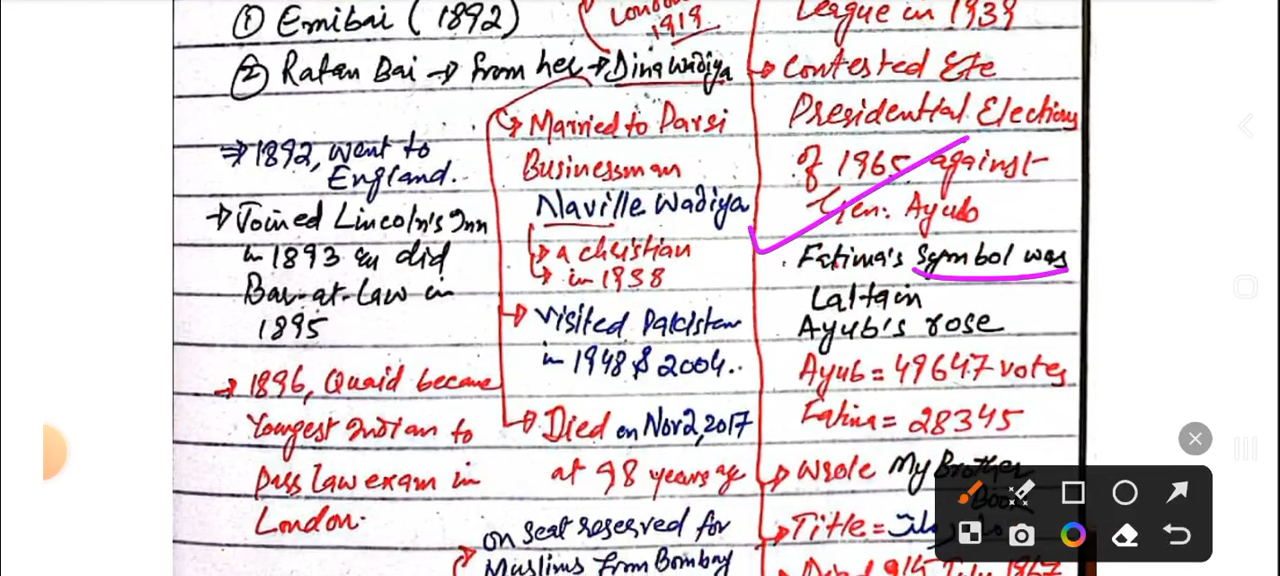 ① Emibai (1892)
② Ratan Bai → from her → Dina Wadiya
⇒ 1892, went to
England.
→ Joined Lincoln's Inn
in 1893 & did
Bar-at-Law in
1895
→ 1896, Quaid became
Youngest Indian to
pass law exam in
London.
London
1919
→ Married to Parsi
Businessman
Naville Wadiya
→ a christian
→ in 1938
→ visited Pakistan
in 1948 & 2004..
→ Died on Nov 2, 2017
at 98 years age
on seat reserved for
Muslims from Bombay
League in 1939
→ Contested
Presidential Elections
of 1965 against
Gen. Ayub
Fatima's Symbol was
Laltain
Ayub's rose
Ayub = 49647 votes
Fatima = 28345
→ wrote My Brother
Book
→ Title =